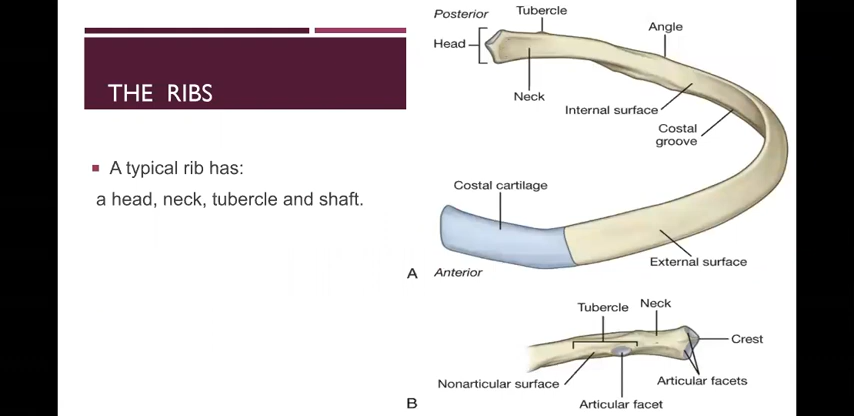 THE RIBS
A typical rib has:
a head, neck, tubercle and shaft.
Posterior
Tubercle
Head
Angle
Neck
Internal surface
Costal
groove
Costal cartilage
External surface
A Anterior
Tubercle
Neck
Crest
Nonarticular surface
Articular facets
B
Articular facet